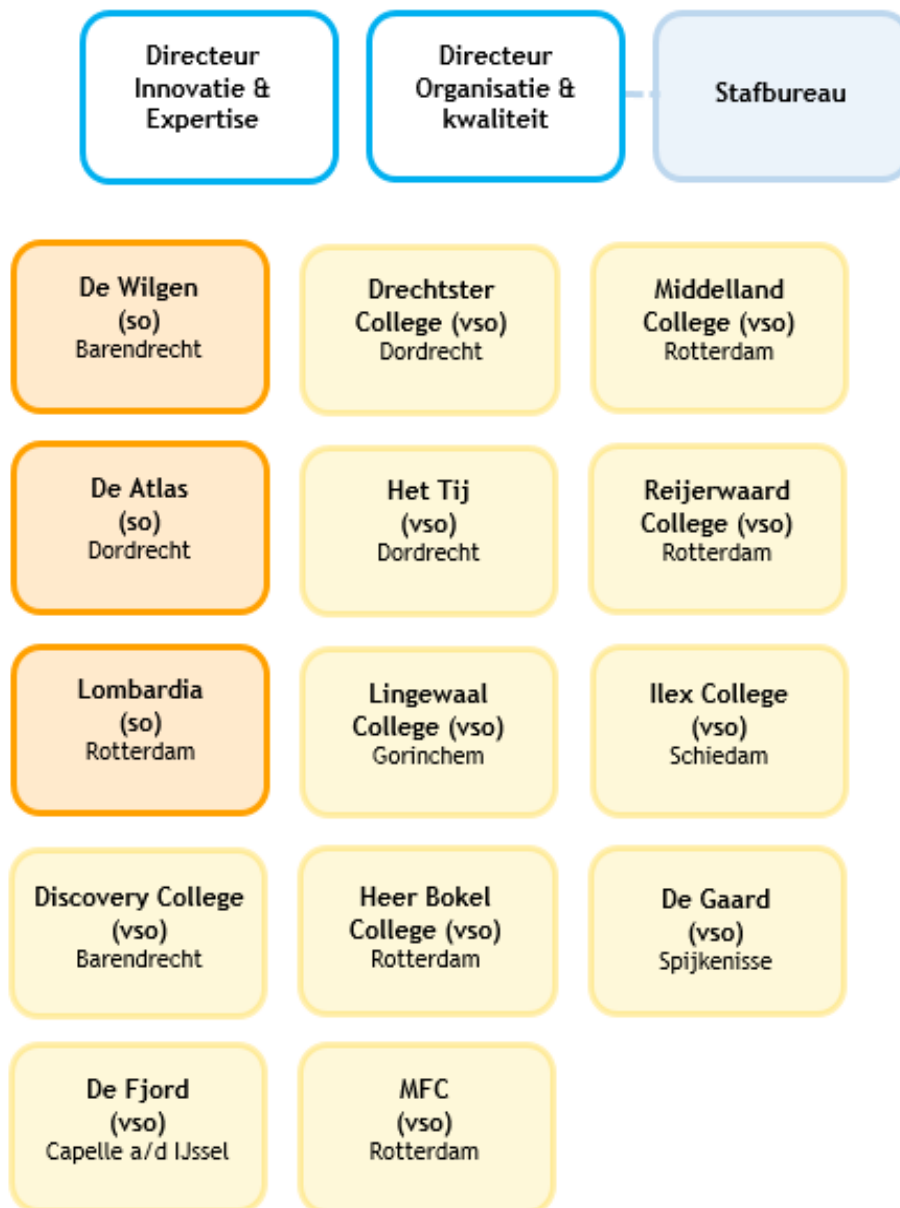 Directeur
Innovatie &
Expertise
Directeur
Organisatie &
kwaliteit
Stafbureau
De Wilgen
(so)
Barendrecht
Drechtster
College (vso)
Dordrecht
Middelland
College (vso)
Rotterdam
De Atlas
(so)
Dordrecht
Het Tij
(vso)
Dordrecht
Reijerwaard
College (vso)
Rotterdam
Lombardia
(so)
Rotterdam
Lingewaal
College (vso)
Gorinchem
Ilex College
(vso)
Schiedam
Discovery College
(vso)
Barendrecht
Heer Bokel
College (vso)
Rotterdam
De Gaard
(vso)
Spijkenisse
De Fjord
(vso)
Capelle a/d IJssel
MFC
(vso)
Rotterdam